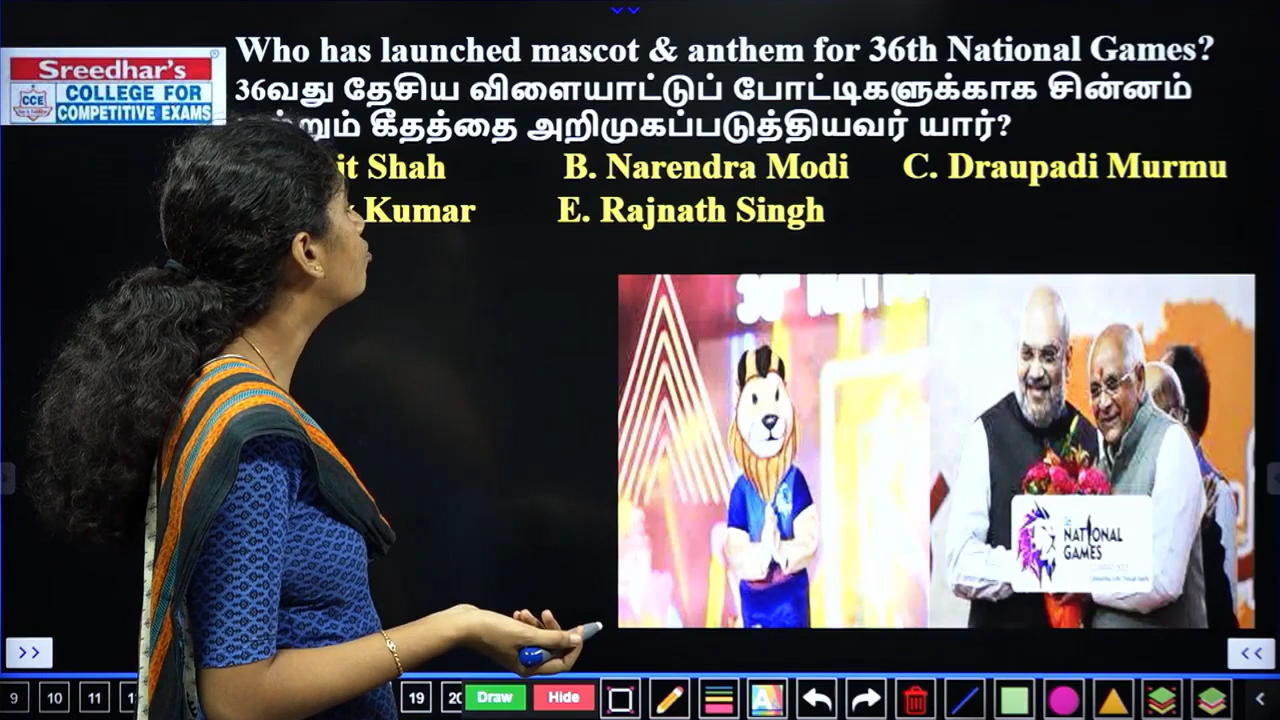 Who has launched mascot & anthem for 36th National Games?
Sreedhar's
COLLEGE FOR
CCE
COMPETITIVE EXAMS
36வது தேசிய விளையாட்டுப் போட்டிகளுக்காக சின்னம்
கீதத்தை அறிமுகப்படுத்தியவர் யார்?
Shah B. Narendra Modi C. Draupadi Murmu
Kumar E. Rajnath Singh
NATIONAL
GAMES
>> <<
9 10 11 19 20 Draw Hide A